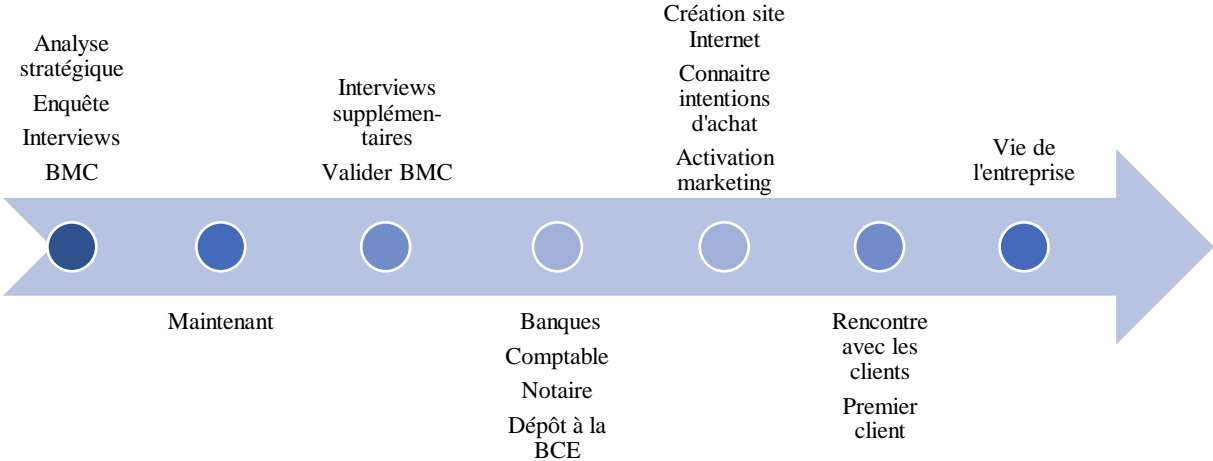 Analyse
stratégique
Enquête
Interviews
BMC
Maintenant
Interviews
supplémen-
taires
Valider BMC
Banques
Comptable
Notaire
Dépôt à la
BCE
Création site
Internet
Connaitre
intentions
d'achat
Activation
marketing
Rencontre
avec les
clients
Premier
client
Vie de
l'entreprise